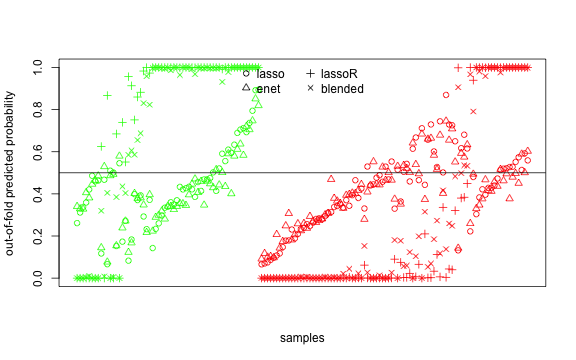 out-of-fold predicted probability
1.0
0.8
0.6
0.4
0.2
0.0
lasso
lassoR
enet
blended
samples